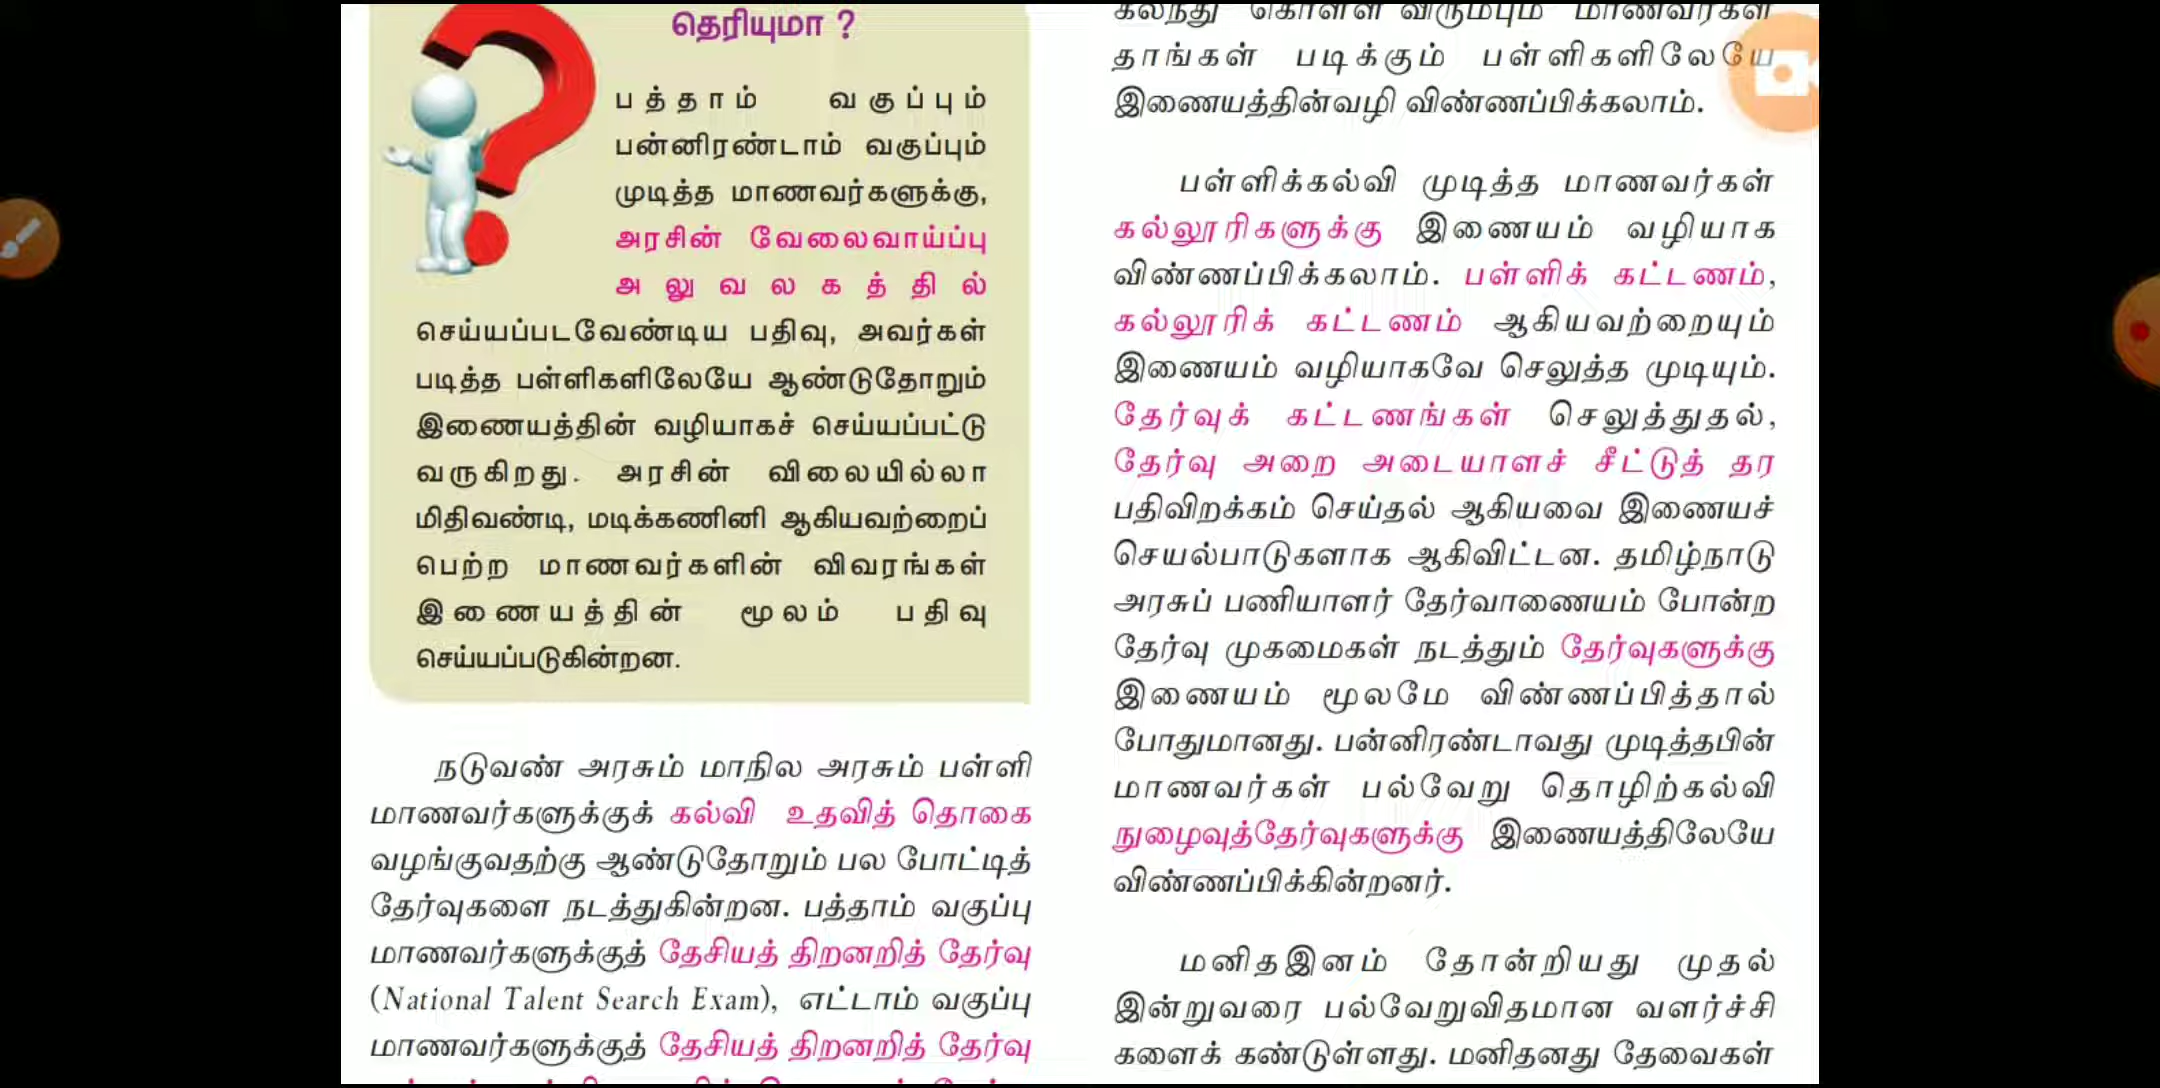 தெரியுமா ?
பத்தாம் வகுப்பும்
பன்னிரண்டாம் வகுப்பும்
முடித்த மாணவர்களுக்கு,
அரசின் வேலைவாய்ப்பு
அலுவலகத்தில்
செய்யப்படவேண்டிய பதிவு, அவர்கள்
படித்த பள்ளிகளிலேயே ஆண்டுதோறும்
இணையத்தின் வழியாகச் செய்யப்பட்டு
வருகிறது. அரசின் விலையில்லா
மிதிவண்டி, மடிக்கணினி ஆகியவற்றைப்
பெற்ற மாணவர்களின் விவரங்கள்
இணையத்தின் மூலம் பதிவு
செய்யப்படுகின்றன.
நடுவண் அரசும் மாநில அரசும் பள்ளி
மாணவர்களுக்குக் கல்வி உதவித் தொகை
வழங்குவதற்கு ஆண்டுதோறும் பல போட்டித்
தேர்வுகளை நடத்துகின்றன. பத்தாம் வகுப்பு
மாணவர்களுக்குத் தேசியத் திறனறித் தேர்வு
(National Talent Search Exam), எட்டாம் வகுப்பு
மாணவர்களுக்குத் தேசியத் திறனறித் தேர்வு
கலந்து கொள்ள விரும்பும் மாணவர்கள்
தாங்கள் படிக்கும் பள்ளிகளிலேயே
இணையத்தின்வழி விண்ணப்பிக்கலாம்.
பள்ளிக்கல்வி முடித்த மாணவர்கள்
கல்லூரிகளுக்கு இணையம் வழியாக
விண்ணப்பிக்கலாம். பள்ளிக் கட்டணம்,
கல்லூரிக் கட்டணம் ஆகியவற்றையும்
இணையம் வழியாகவே செலுத்த முடியும்.
தேர்வுக் கட்டணங்கள் செலுத்துதல்,
தேர்வு அறை அடையாளச் சீட்டுத் தர
பதிவிறக்கம் செய்தல் ஆகியவை இணையச்
செயல்பாடுகளாக ஆகிவிட்டன. தமிழ்நாடு
அரசுப் பணியாளர் தேர்வாணையம் போன்ற
தேர்வு முகமைகள் நடத்தும் தேர்வுகளுக்கு
இணையம் மூலமே விண்ணப்பித்தால்
போதுமானது. பன்னிரண்டாவது முடித்தபின்
மாணவர்கள் பல்வேறு தொழிற்கல்வி
நுழைவுத்தேர்வுகளுக்கு இணையத்திலேயே
விண்ணப்பிக்கின்றனர்.
மனிதஇனம் தோன்றியது முதல்
இன்றுவரை பல்வேறுவிதமான வளர்ச்சி
களைக் கண்டுள்ளது. மனிதனது தேவைகள்